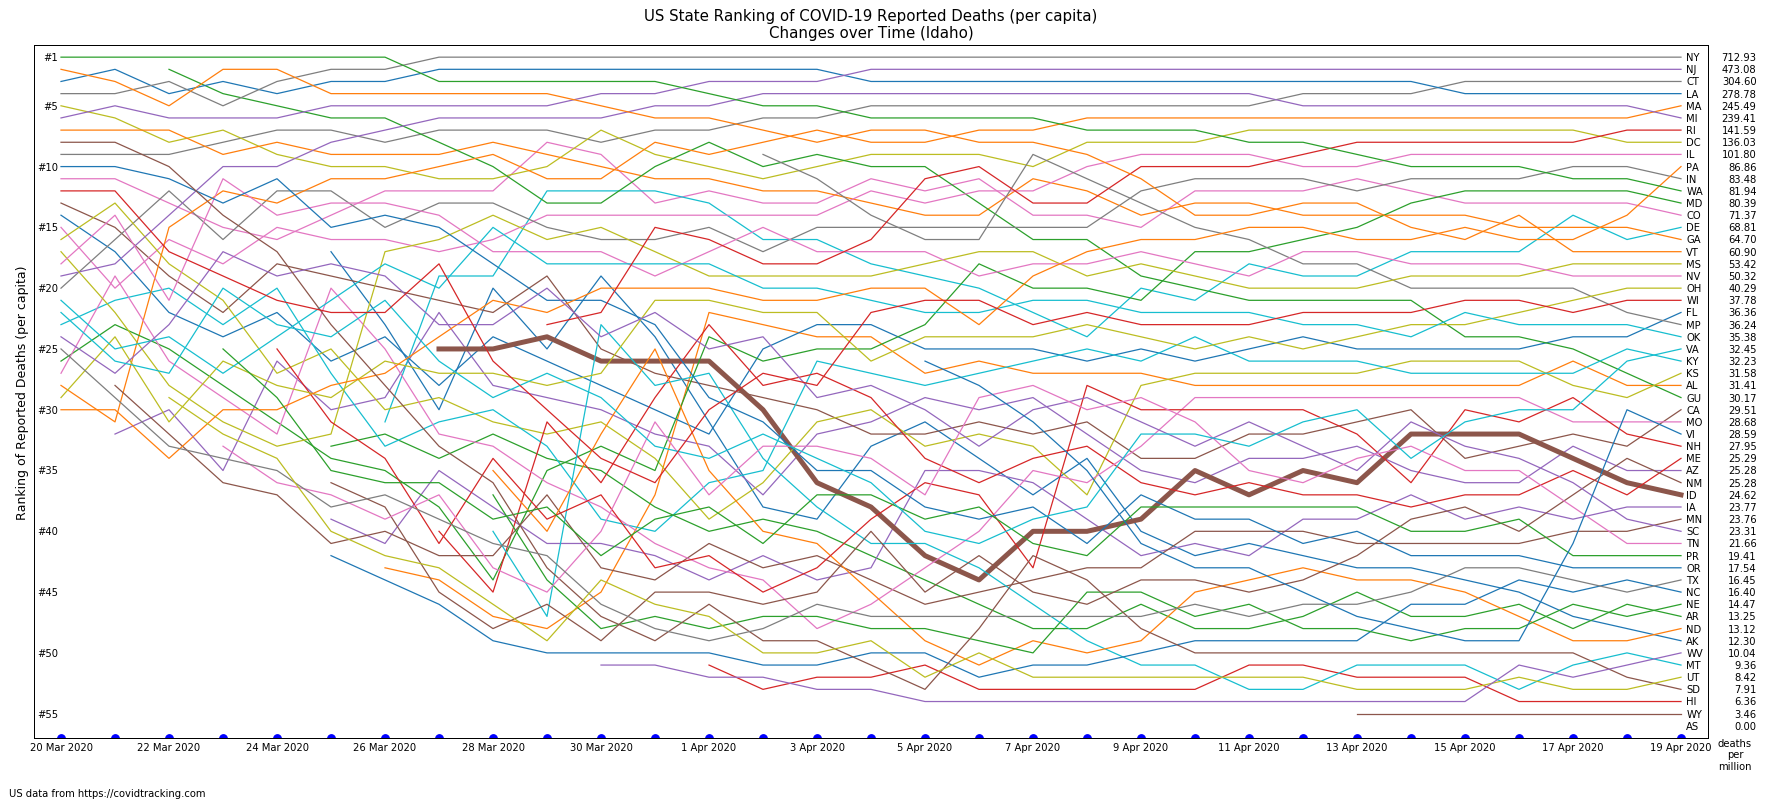 US State Ranking of COVID-19 Reported Deaths (per capita)
Changes over Time (Idaho)
Ranking of Reported Deaths (per capita)
#1
#5
#10
#15
#20
#25
#30
#35
#40
#45
#50
#55
NY 712.93
NJ 473.08
CT 304.60
LA 278.78
MA 245.49
MI 239.41
RI 141.59
DC 136.03
IL 101.80
PA 86.86
IN 83.48
WA 81.94
MD 80.39
CO 71.37
DE 68.81
GA 64.70
VT 60.90
MS 53.42
NV 50.32
OH 40.29
WI 37.78
FL 36.36
MP 36.24
OK 35.38
VA 32.45
KY 32.23
KS 31.58
AL 31.41
GU 30.17
CA 29.51
MO 28.68
VI 28.59
NH 27.95
ME 25.29
AZ 25.28
NM 25.28
ID 24.62
IA 23.77
MN 23.76
SC 23.31
TN 21.66
PR 19.41
OR 17.54
TX 16.45
NC 16.40
NE 14.47
AR 13.25
ND 13.12
AK 12.30
WV 10.04
MT 9.36
UT 8.42
SD 7.91
HI 6.36
WY 3.46
AS 0.00
20 Mar 2020 22 Mar 2020 24 Mar 2020 26 Mar 2020 28 Mar 2020 30 Mar 2020 1 Apr 2020 3 Apr 2020 5 Apr 2020 7 Apr 2020 9 Apr 2020 11 Apr 2020 13 Apr 2020 15 Apr 2020 17 Apr 2020 19 Apr 2020
deaths
per
million
US data from https://covidtracking.com